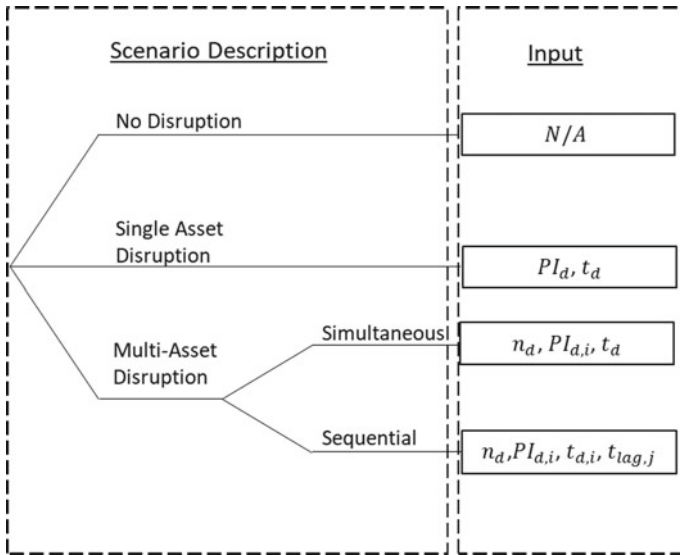 Scenario Description
Input
No Disruption
N/A
Single Asset
Disruption
PI_d, t_d
Multi-Asset
Disruption
Simultaneous
n_d, PI_{d,i}, t_d
Sequential
n_d,PI_{d,i}, t_{d,i}, t_{lag,j}